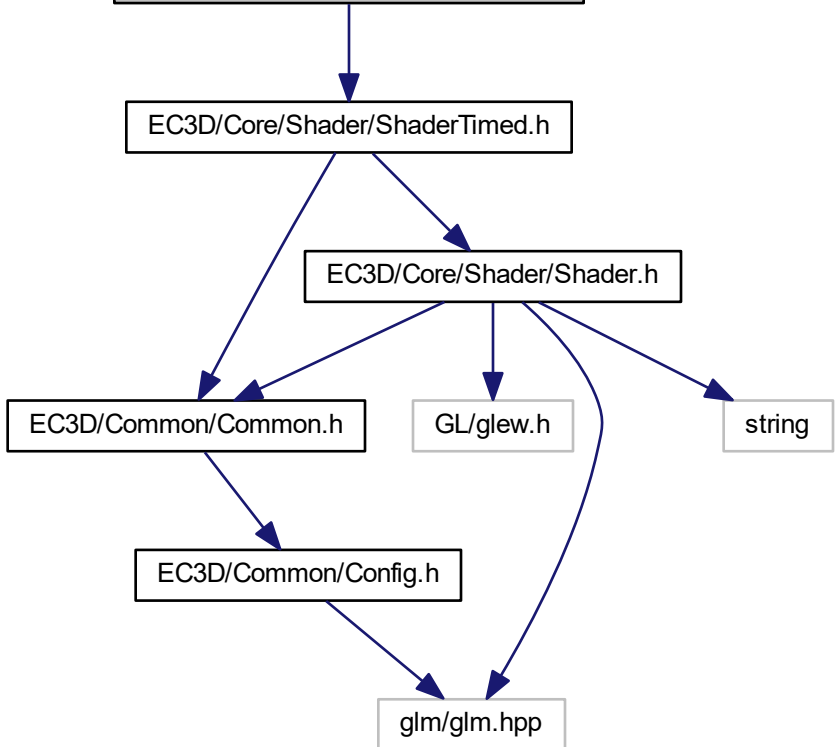 EC3D/Core/Shader/ShaderTimed.h
EC3D/Core/Shader/Shader.h
EC3D/Common/Common.h
GL/glew.h
string
EC3D/Common/Config.h
glm/glm.hpp